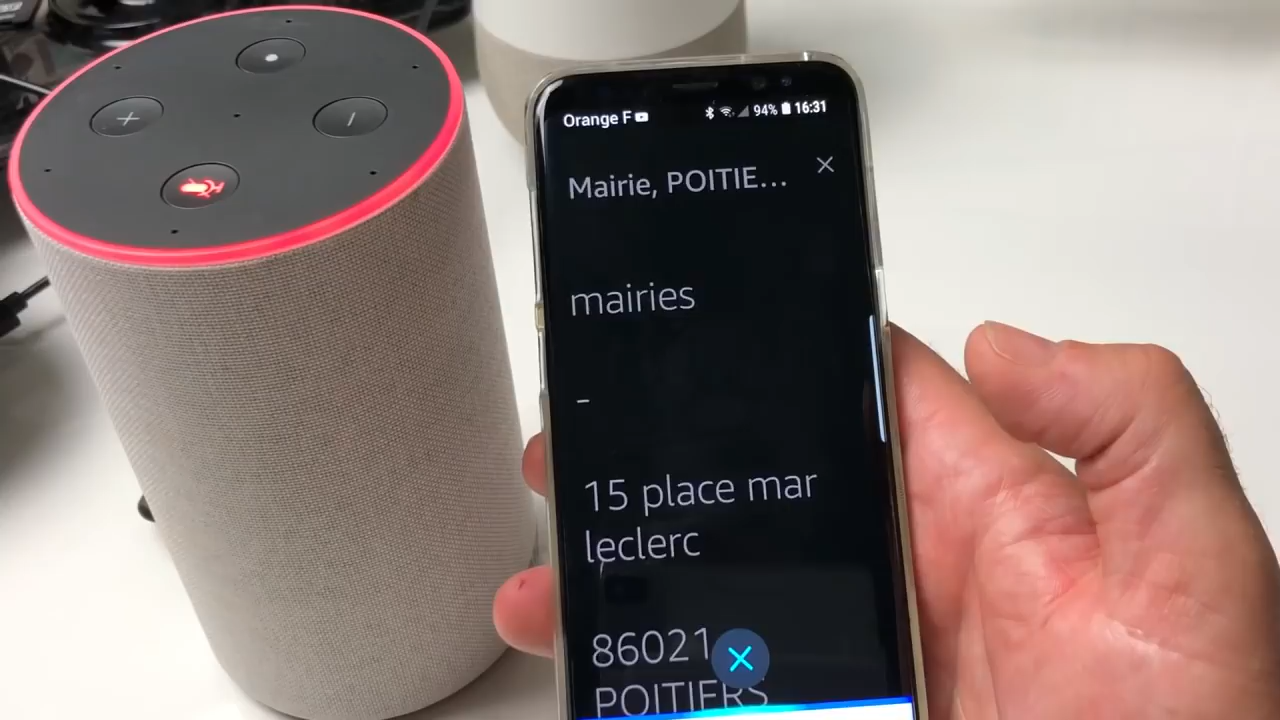 Orange F 94% 16:31
Mairie, POITIE...
mairies
-
15 place mar
leclerc
86021
POITIERS